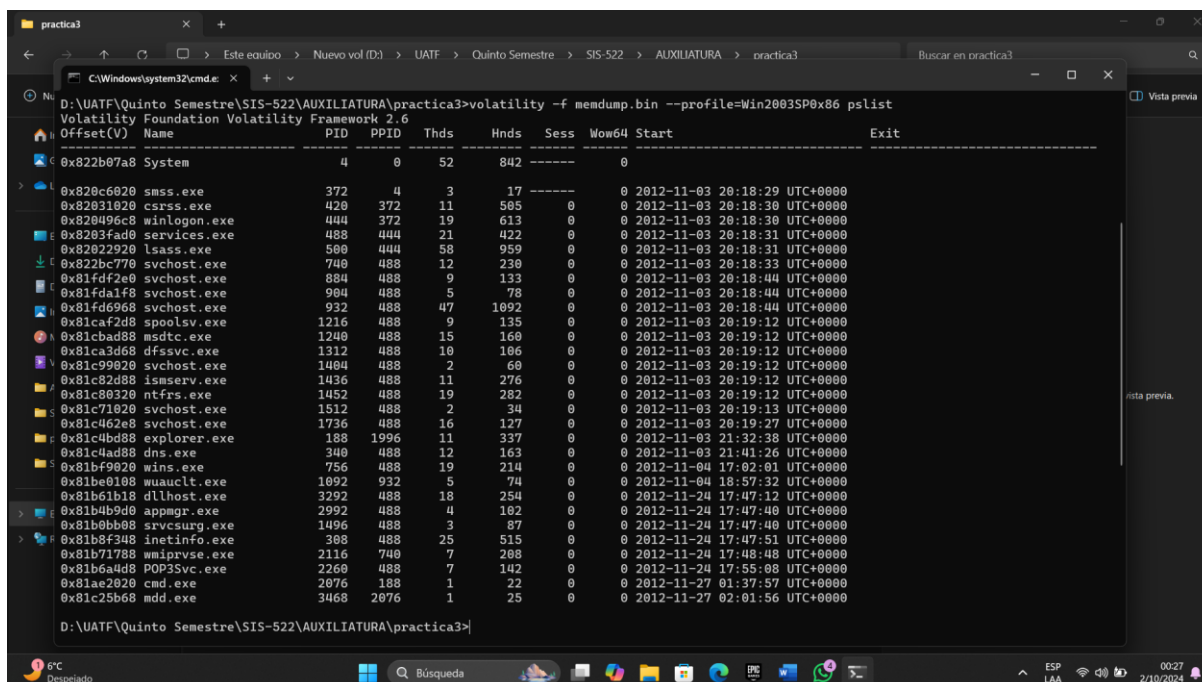 practica3
Este equipo > Nuevo vol (D:) > UATF > Quinto Semestre > SIS-522 > AUXILIATURA > practica3
Buscar en practica3
C:\Windows\system32\cmd.e:
Vista previa
D:\UATF\Quinto Semestre\SIS-522\AUXILIATURA\practica3>volatility -f memdump.bin --profile=Win2003SP0x86 pslist
Volatility Foundation Volatility Framework 2.6
Offset(V) Name PID PPID Thds Hnds Sess Wow64 Start Exit
---------- -------------------- ------ ------ ------ -------- ------ ------ ------------------------------ ------------------------------
0x822b07a8 System 4 0 52 842 ------ 0
0x820c6020 smss.exe 372 4 3 17 ------ 0 2012-11-03 20:18:29 UTC+0000
0x82031020 csrss.exe 420 372 11 505 0 0 2012-11-03 20:18:30 UTC+0000
0x820496c8 winlogon.exe 444 372 19 613 0 0 2012-11-03 20:18:30 UTC+0000
0x8203fad0 services.exe 488 444 21 422 0 0 2012-11-03 20:18:31 UTC+0000
0x82022920 lsass.exe 500 444 58 959 0 0 2012-11-03 20:18:31 UTC+0000
0x822bc770 svchost.exe 740 488 12 230 0 0 2012-11-03 20:18:33 UTC+0000
0x81fdf2e0 svchost.exe 884 488 9 133 0 0 2012-11-03 20:18:44 UTC+0000
0x81fda1f8 svchost.exe 904 488 5 78 0 0 2012-11-03 20:18:44 UTC+0000
0x81fd6968 svchost.exe 932 488 47 1092 0 0 2012-11-03 20:18:44 UTC+0000
0x81caf2d8 spoolsv.exe 1216 488 9 135 0 0 2012-11-03 20:19:12 UTC+0000
0x81cbad88 msdtc.exe 1240 488 15 160 0 0 2012-11-03 20:19:12 UTC+0000
0x81ca3d68 dfssvc.exe 1312 488 10 106 0 0 2012-11-03 20:19:12 UTC+0000
0x81c99020 svchost.exe 1404 488 2 60 0 0 2012-11-03 20:19:12 UTC+0000
0x81c82d88 ismserv.exe 1436 488 11 276 0 0 2012-11-03 20:19:12 UTC+0000
0x81c80320 ntfrs.exe 1452 488 19 282 0 0 2012-11-03 20:19:12 UTC+0000
0x81c71020 svchost.exe 1512 488 2 34 0 0 2012-11-03 20:19:13 UTC+0000
0x81c462e8 svchost.exe 1736 488 16 127 0 0 2012-11-03 20:19:27 UTC+0000
0x81c4bd88 explorer.exe 188 1996 11 337 0 0 2012-11-03 21:32:38 UTC+0000
0x81c4ad88 dns.exe 340 488 12 163 0 0 2012-11-03 21:41:26 UTC+0000
0x81bf9020 wins.exe 756 488 19 214 0 0 2012-11-04 17:02:01 UTC+0000
0x81be0108 wuauclt.exe 1092 932 5 74 0 0 2012-11-04 18:57:32 UTC+0000
0x81b61b18 dllhost.exe 3292 488 18 254 0 0 2012-11-24 17:47:12 UTC+0000
0x81b4b9d0 appmgr.exe 2992 488 4 102 0 0 2012-11-24 17:47:40 UTC+0000
0x81b0bb08 srvcsurg.exe 1496 488 3 87 0 0 2012-11-24 17:47:40 UTC+0000
0x81b8f348 inetinfo.exe 308 488 25 515 0 0 2012-11-24 17:47:51 UTC+0000
0x81b71788 wmiprvse.exe 2116 740 7 208 0 0 2012-11-24 17:48:48 UTC+0000
0x81b6a4d8 POP3Svc.exe 2260 488 7 142 0 0 2012-11-24 17:55:08 UTC+0000
0x81ae2020 cmd.exe 2076 188 1 22 0 0 2012-11-27 01:37:57 UTC+0000
0x81c25b68 mdd.exe 3468 2076 1 25 0 0 2012-11-27 02:01:56 UTC+0000
vista previa.
D:\UATF\Quinto Semestre\SIS-522\AUXILIATURA\practica3>
1
6°C
Despejado
Búsqueda
4
ESP
LAA
00:27
2/10/2024